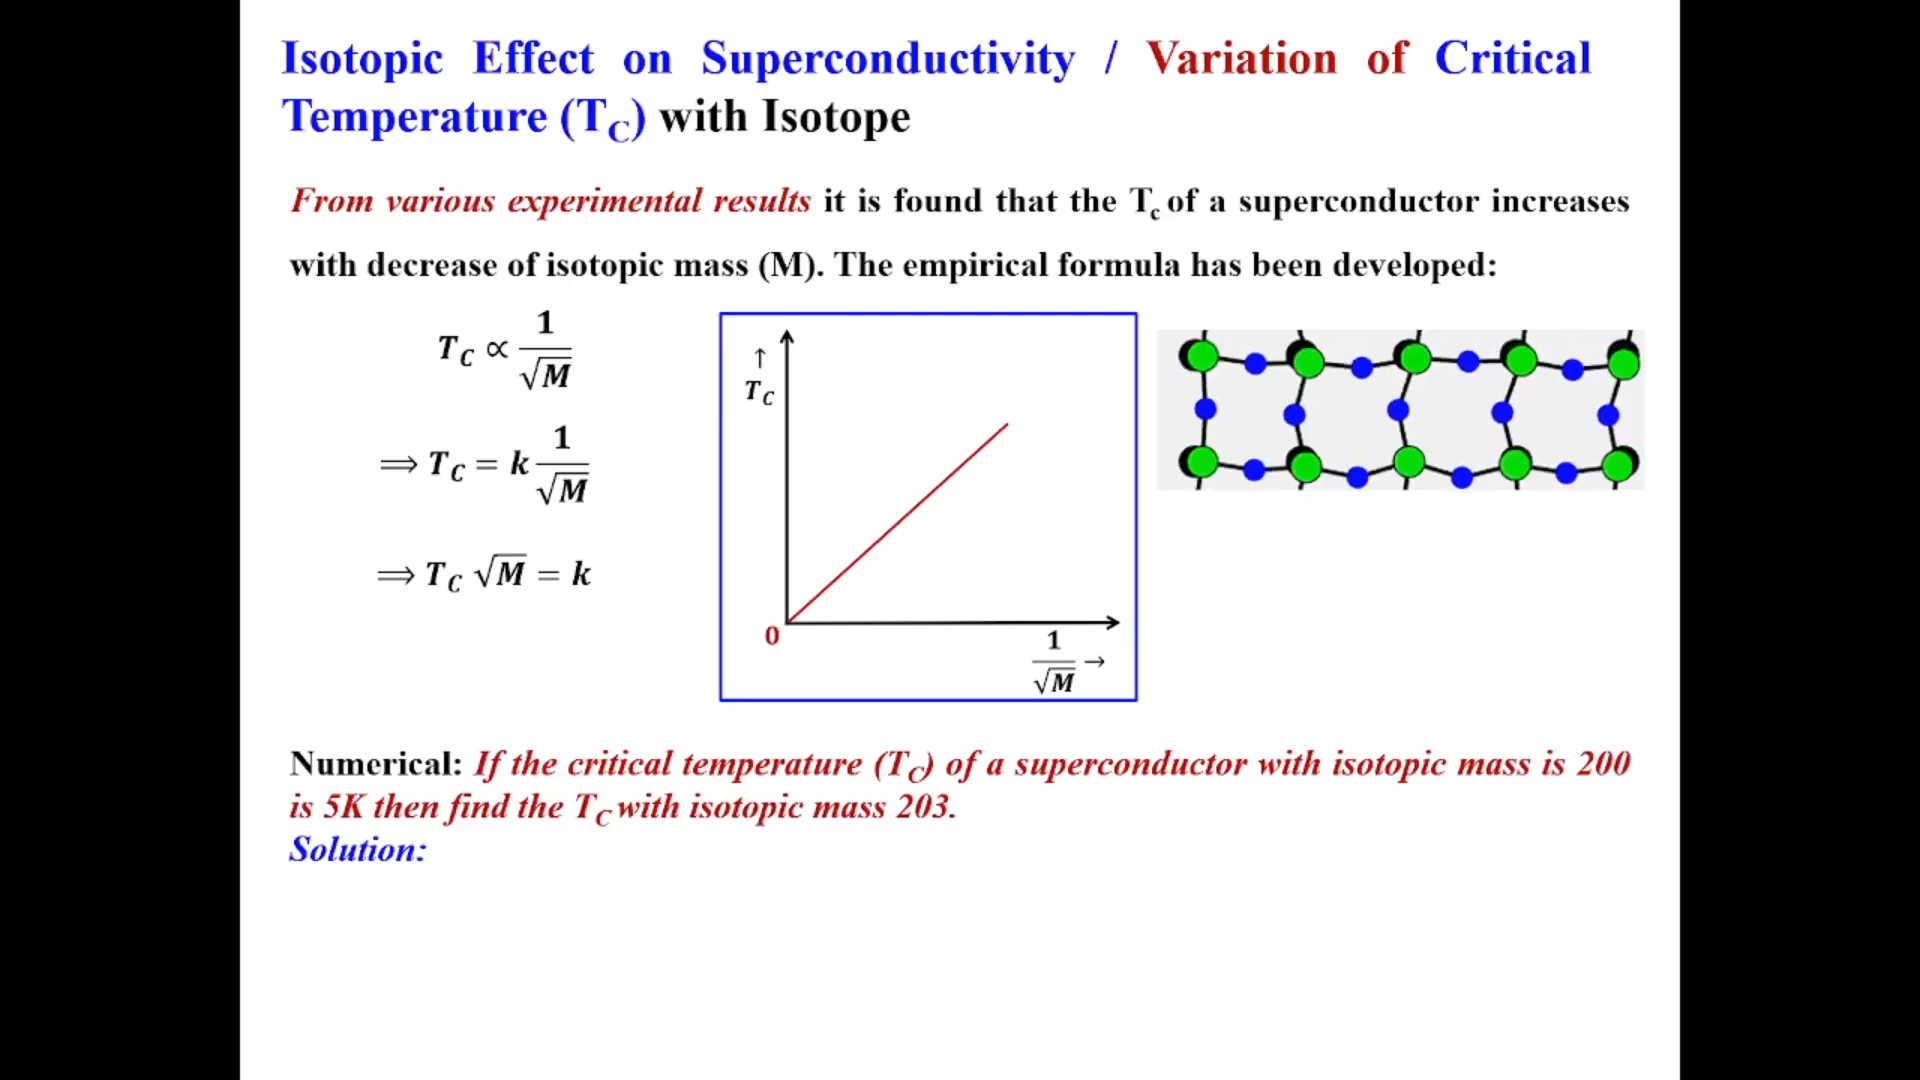 Isotopic Effect on Superconductivity / Variation of Critical
Temperature (T_C) with Isotope
From various experimental results it is found that the T_c of a superconductor increases
with decrease of isotopic mass (M). The empirical formula has been developed:
T_C ∝ 1/√M
⟹ T_C = k 1/√M
⟹ T_C √M = k
↑
T_C
0
1/√M →
Numerical: If the critical temperature (T_C) of a superconductor with isotopic mass is 200
is 5K then find the T_C with isotopic mass 203.
Solution: